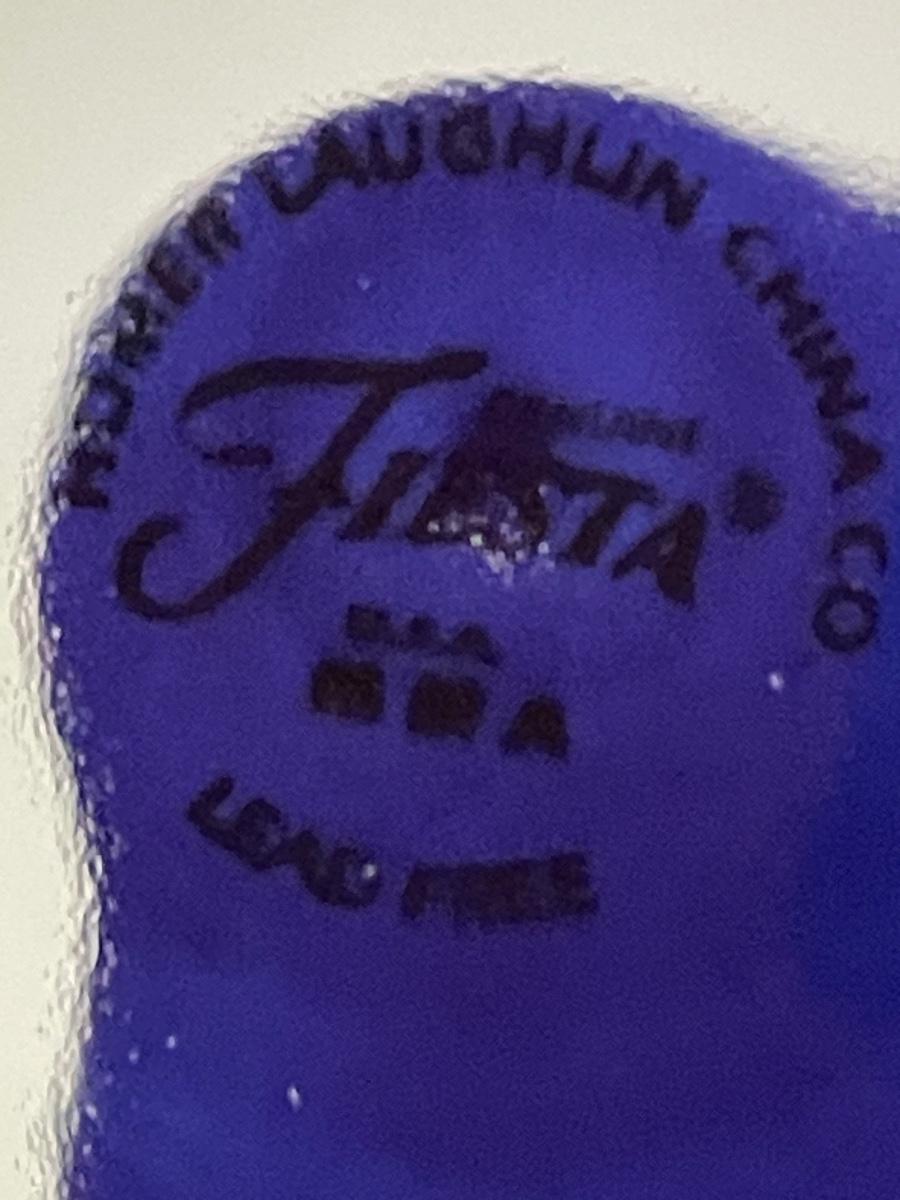 HOMER LAUGHLIN CHINA CO
FIESTA®
U.S.A.
LEAD FREE